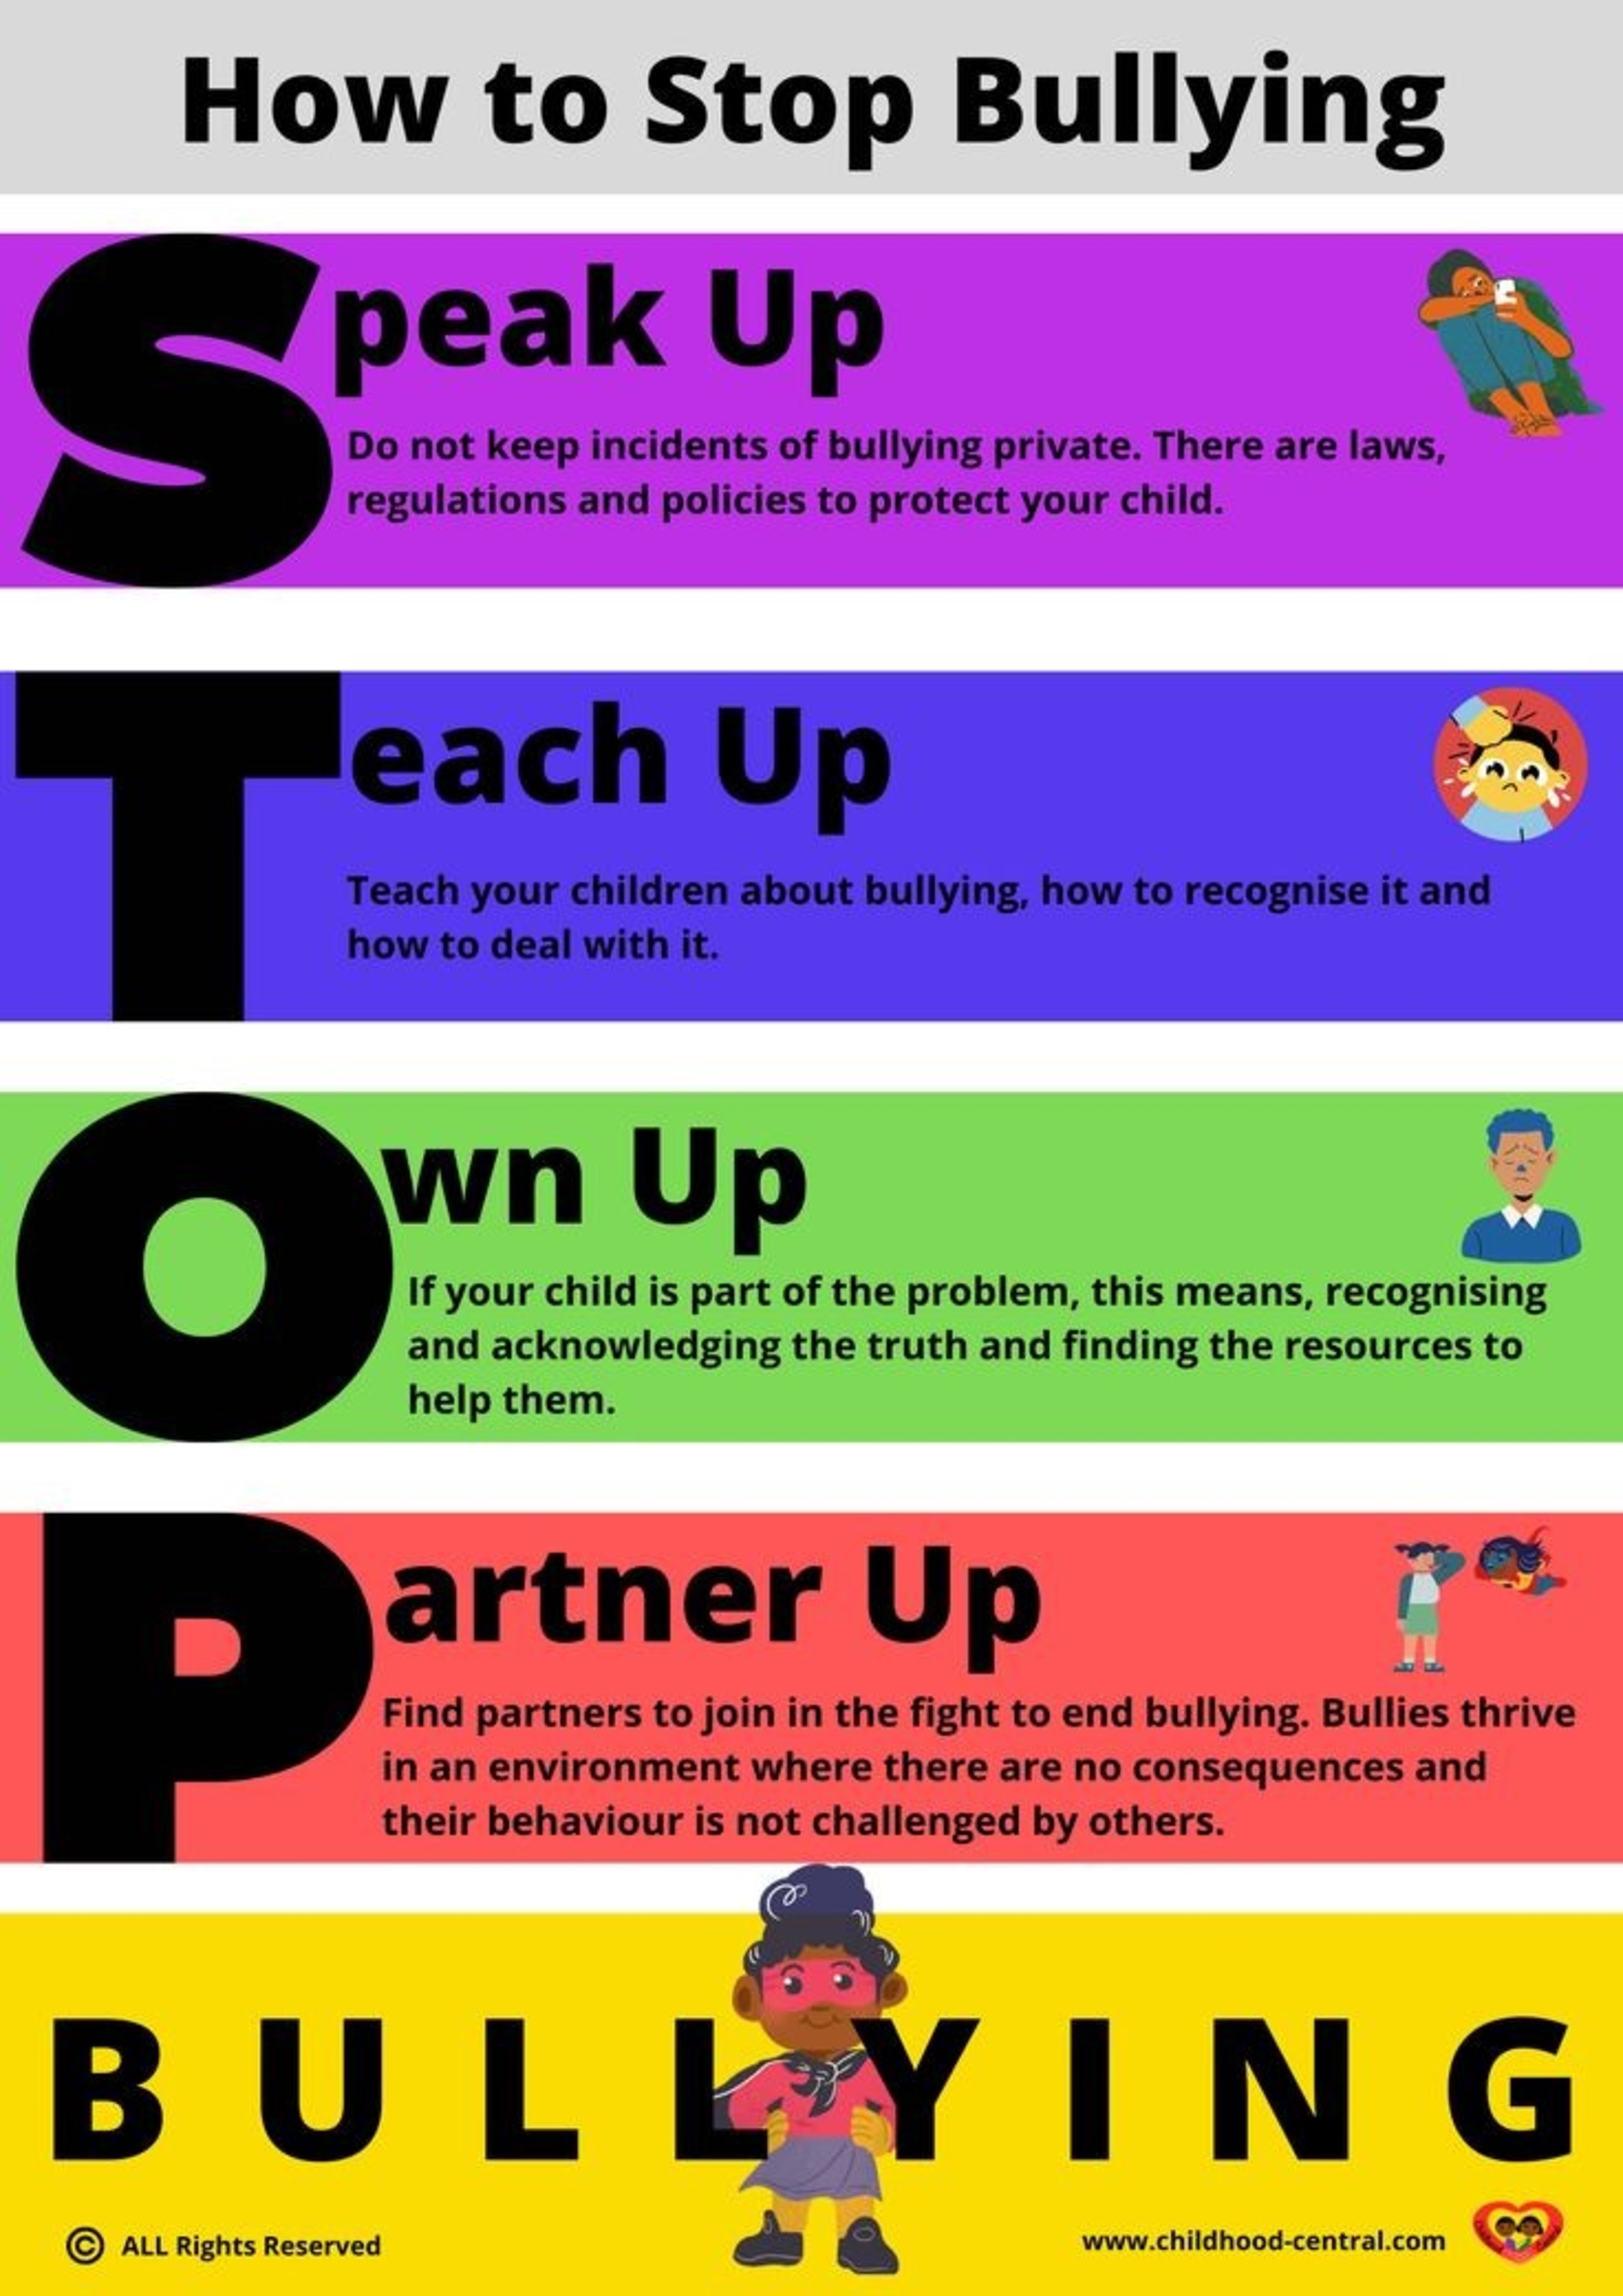 How to Stop Bullying
Speak Up
Do not keep incidents of bullying private. There are laws,
regulations and policies to protect your child.
Teach Up
Teach your children about bullying, how to recognise it and
how to deal with it.
Own Up
If your child is part of the problem, this means, recognising
and acknowledging the truth and finding the resources to
help them.
Partner Up
Find partners to join in the fight to end bullying. Bullies thrive
in an environment where there are no consequences and
their behaviour is not challenged by others.
BULLYING
© ALL Rights Reserved
www.childhood-central.com